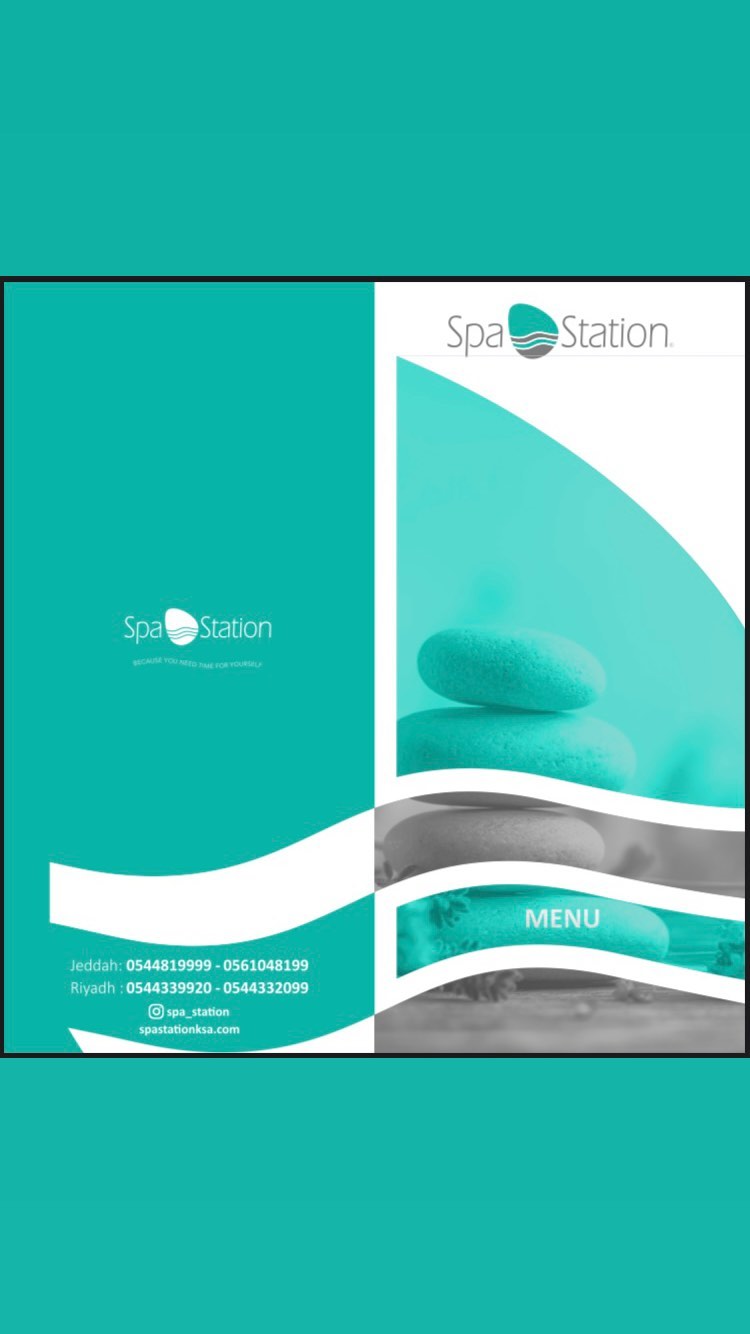 Spa Station
BECAUSE YOU NEED TIME FOR YOURSELF
Jeddah: 0544819999 - 0561048199
Riyadh : 0544339920 - 0544332099
spa_station
spastationksa.com
Spa Station
MENU